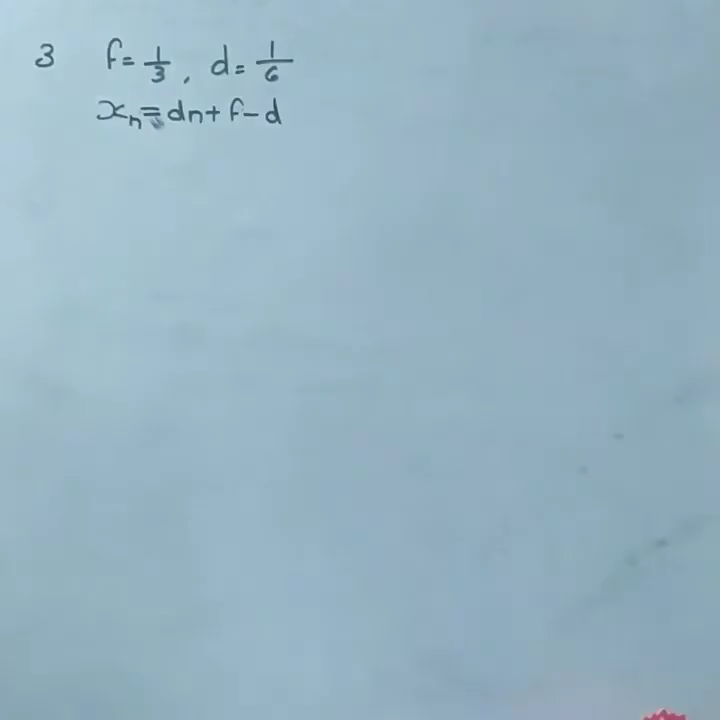 3 f = 1/3, d = 1/6
xₙ = dn + f - d